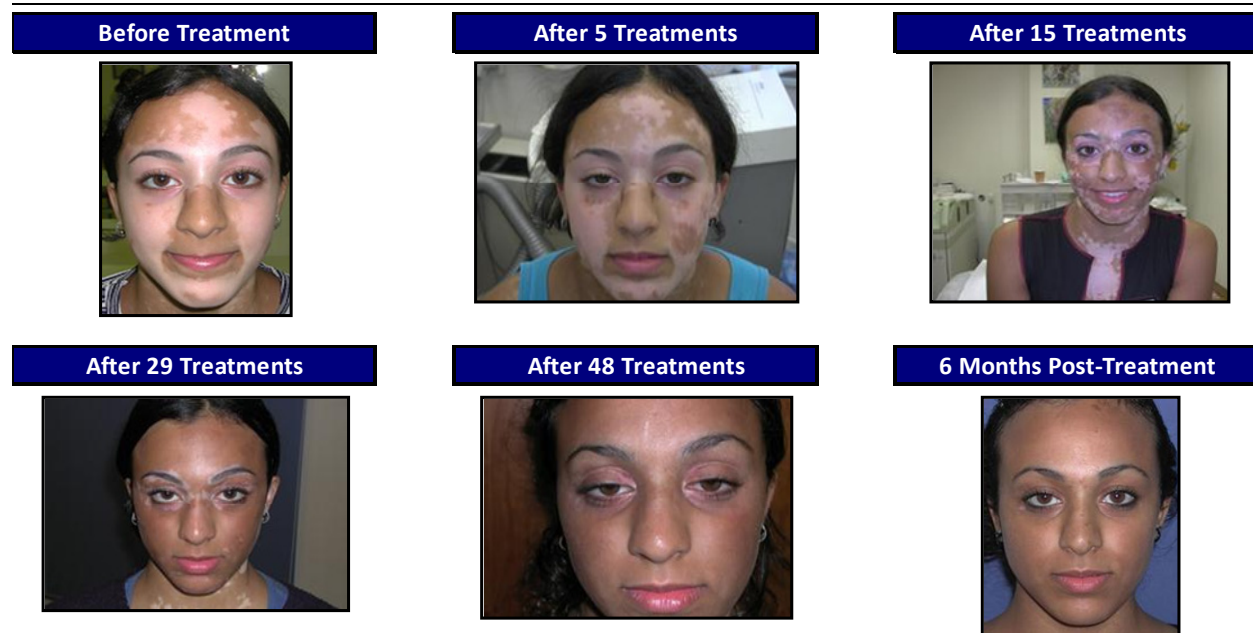 Before Treatment
After 5 Treatments
After 15 Treatments
After 29 Treatments
After 48 Treatments
6 Months Post-Treatment